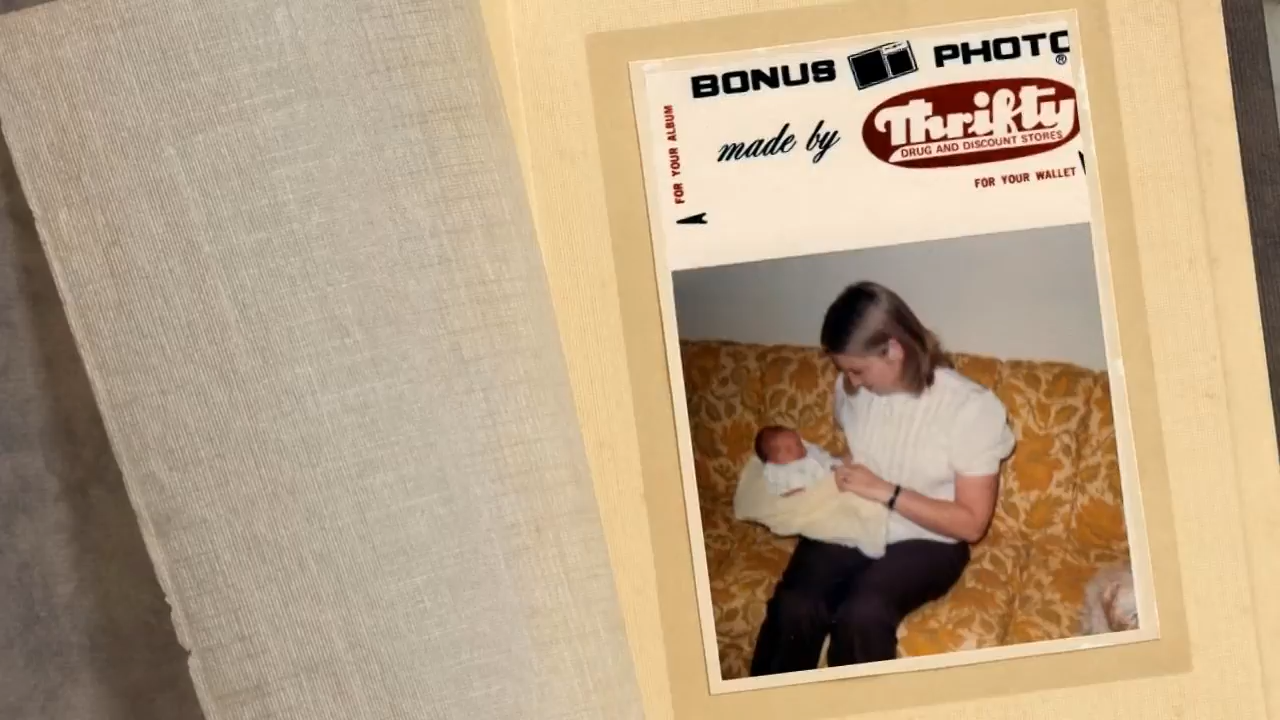 BONUS PHOTO
®
made by Thrifty
DRUG AND DISCOUNT STORES
FOR YOUR ALBUM
FOR YOUR WALLET